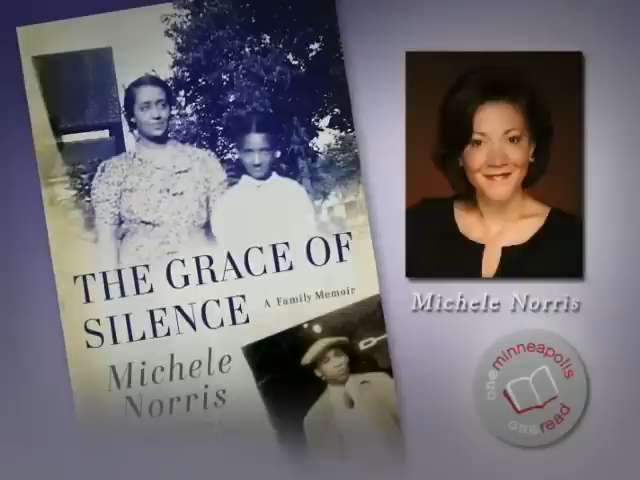 THE GRACE OF
SILENCE
A Family Memoir
Michele
Norris
Michele Norris
one minneapolis
one read